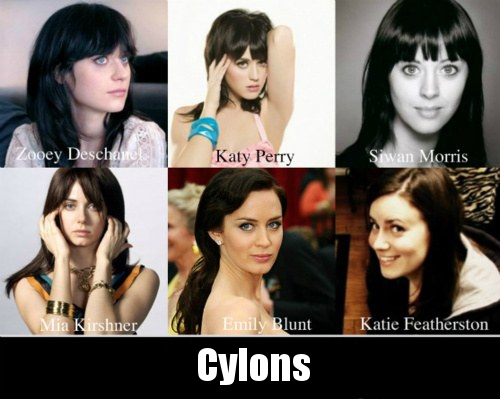 Zooey Deschanel
Katy Perry
Siwan Morris
Mia Kirshner
Emily Blunt
Katie Featherston
Cylons